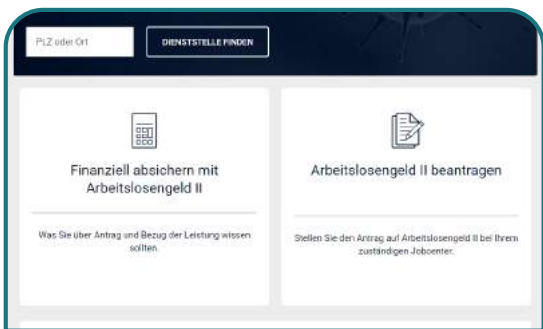 PLZ oder Ort
DIENSTSTELLE FINDEN
Finanziell absichern mit
Arbeitslosengeld II
Was Sie über Antrag und Bezug der Leistung wissen
sollten.
Arbeitslosengeld II beantragen
Stellen Sie den Antrag auf Arbeitslosengeld II bei Ihrem
zuständigen Jobcenter.